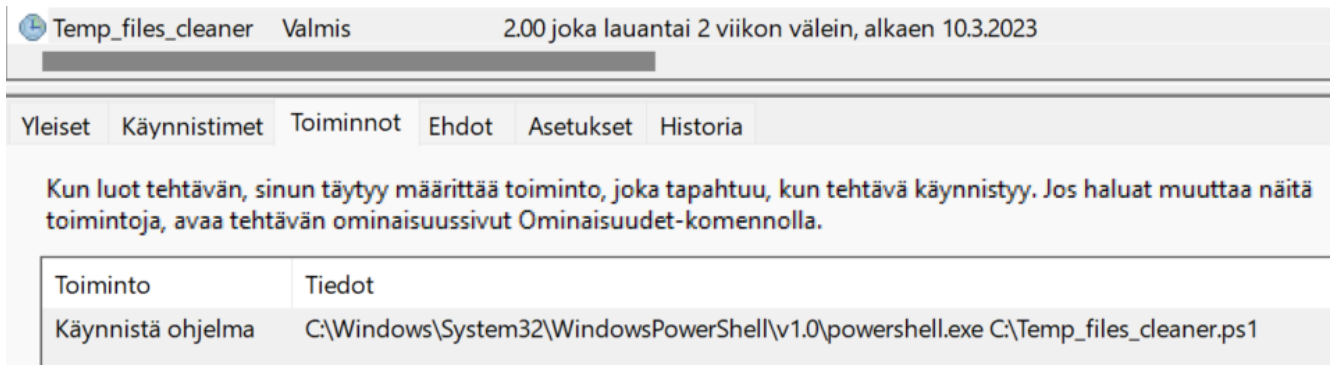 Temp_files_cleaner Valmis 2.00 joka lauantai 2 viikon välein, alkaen 10.3.2023
Yleiset Käynnistimet Toiminnot Ehdot Asetukset Historia
Kun luot tehtävän, sinun täytyy määrittää toiminto, joka tapahtuu, kun tehtävä käynnistyy. Jos haluat muuttaa näitä
toimintoja, avaa tehtävän ominaisuussivut Ominaisuudet-komennolla.
Toiminto Tiedot
Käynnistä ohjelma C:\Windows\System32\WindowsPowerShell\v1.0\powershell.exe C:\Temp_files_cleaner.ps1